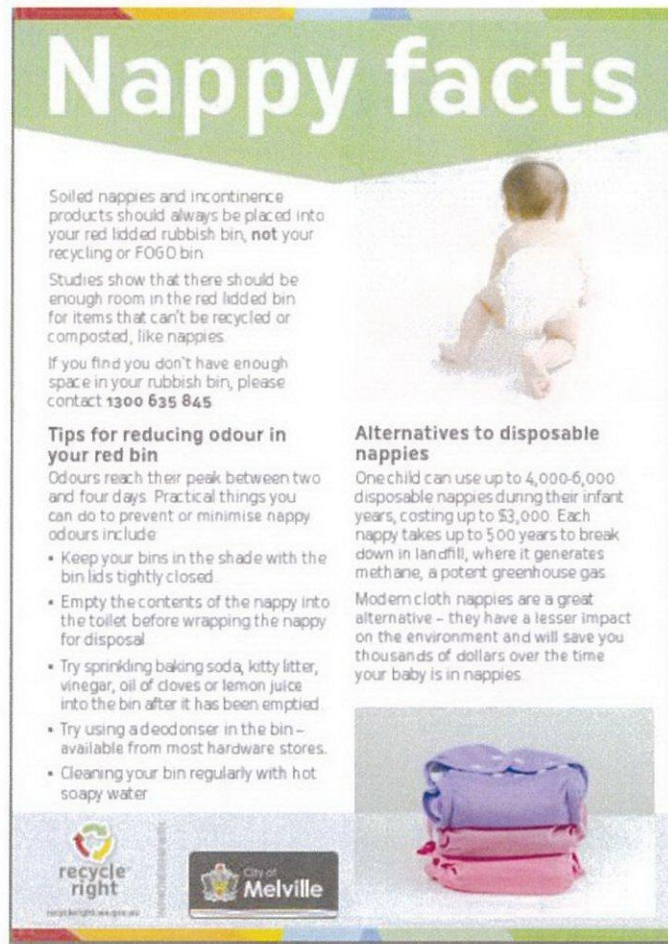 Nappy facts
Soiled nappies and incontinence
products should always be placed into
your red lidded rubbish bin, not your
recycling or FOGO bin
Studies show that there should be
enough room in the red lidded bin
for items that can't be recycled or
composted, like nappies.
If you find you don't have enough
space in your rubbish bin, please
contact 1300 635 845
Tips for reducing odour in
your red bin
Odours reach their peak between two
and four days. Practical things you
can do to prevent or minimise nappy
odours include
• Keep your bins in the shade with the
bin lids tightly closed
• Empty the contents of the nappy into
the toilet before wrapping the nappy
for disposal
• Try sprinkling baking soda, kitty litter,
vinegar, oil of cloves or lemon juice
into the bin after it has been emptied.
• Try using a deodoriser in the bin –
available from most hardware stores.
• Cleaning your bin regularly with hot
soapy water
Alternatives to disposable
nappies
One child can use up to 4,000-6,000
disposable nappies during their infant
years, costing up to $3,000. Each
nappy takes up to 500 years to break
down in landfill, where it generates
methane, a potent greenhouse gas.
Modern cloth nappies are a great
alternative – they have a lesser impact
on the environment and will save you
thousands of dollars over the time
your baby is in nappies.
recycle
right
recycleright.wa.gov.au
City of
Melville